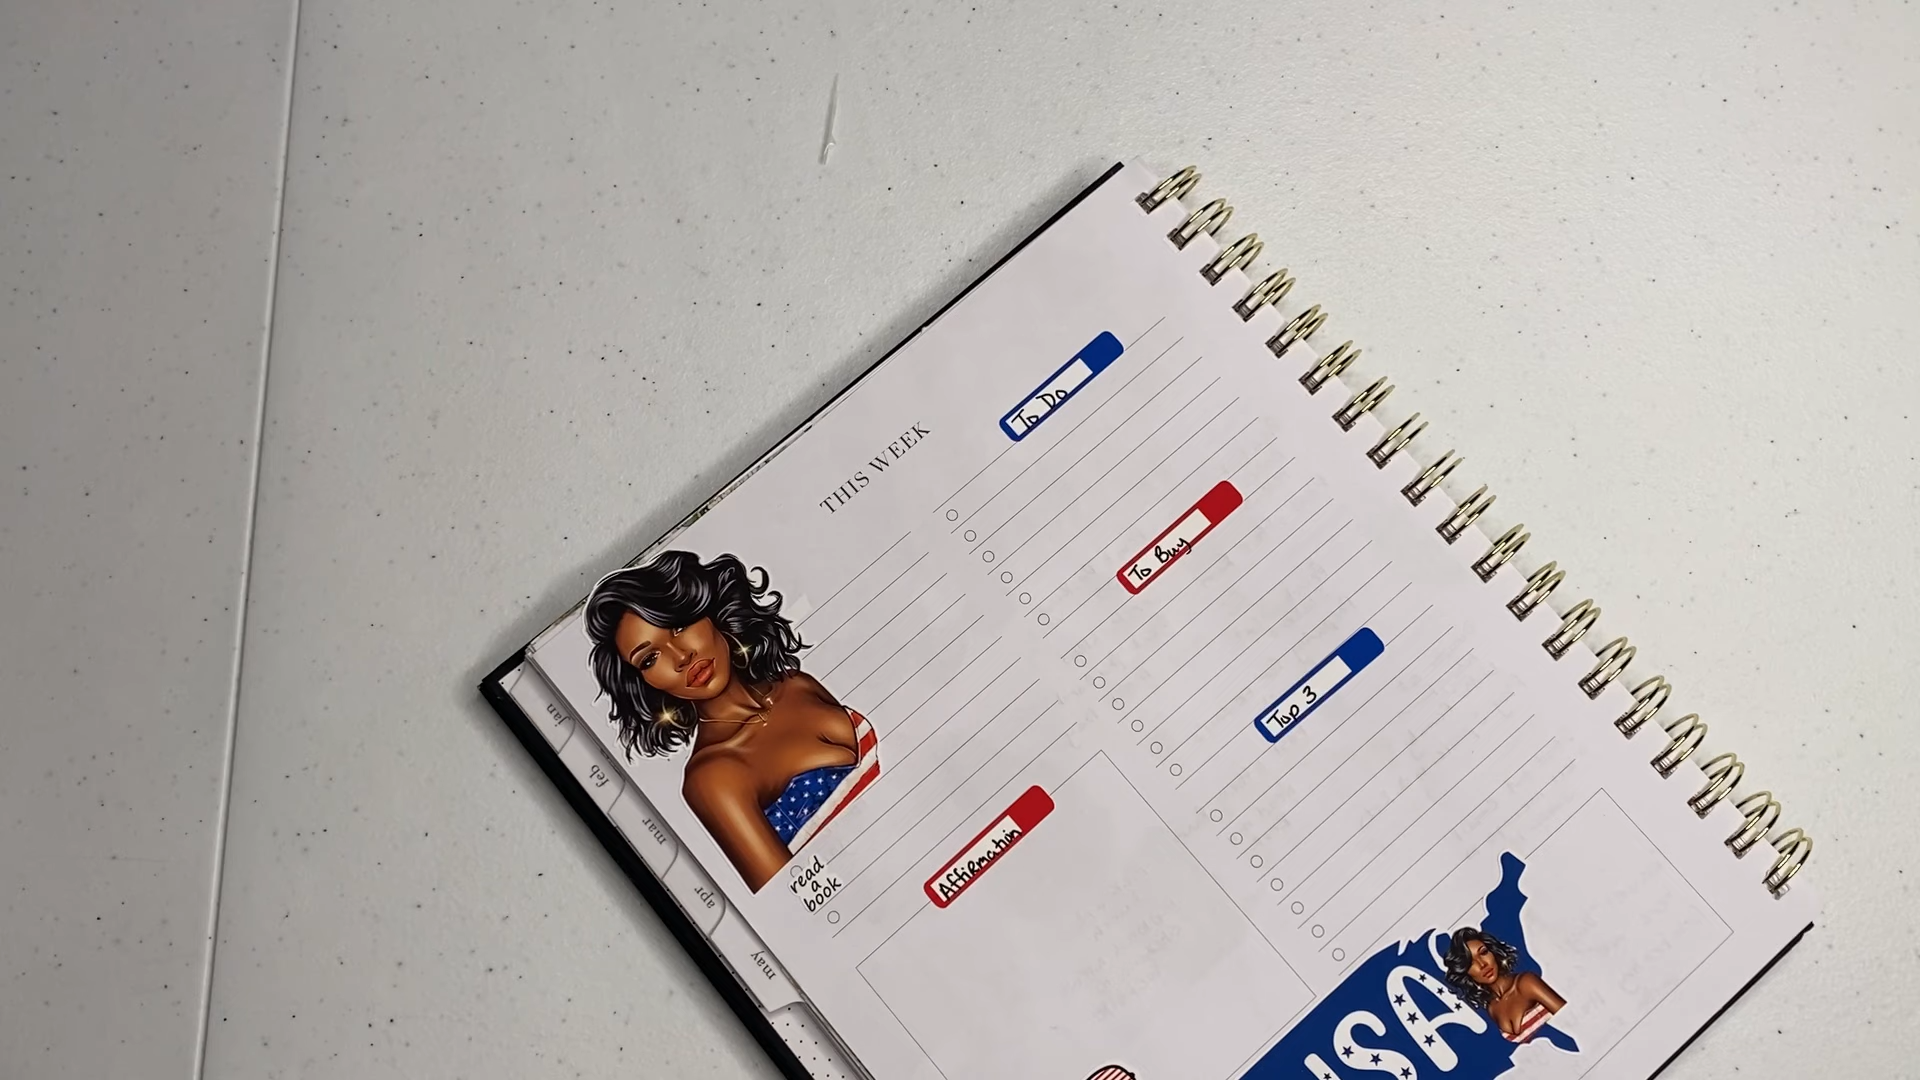 THIS WEEK
To Do
To Buy
Top 3
Affirmation
read
a
book
jan
feb
mar
apr
may
USA